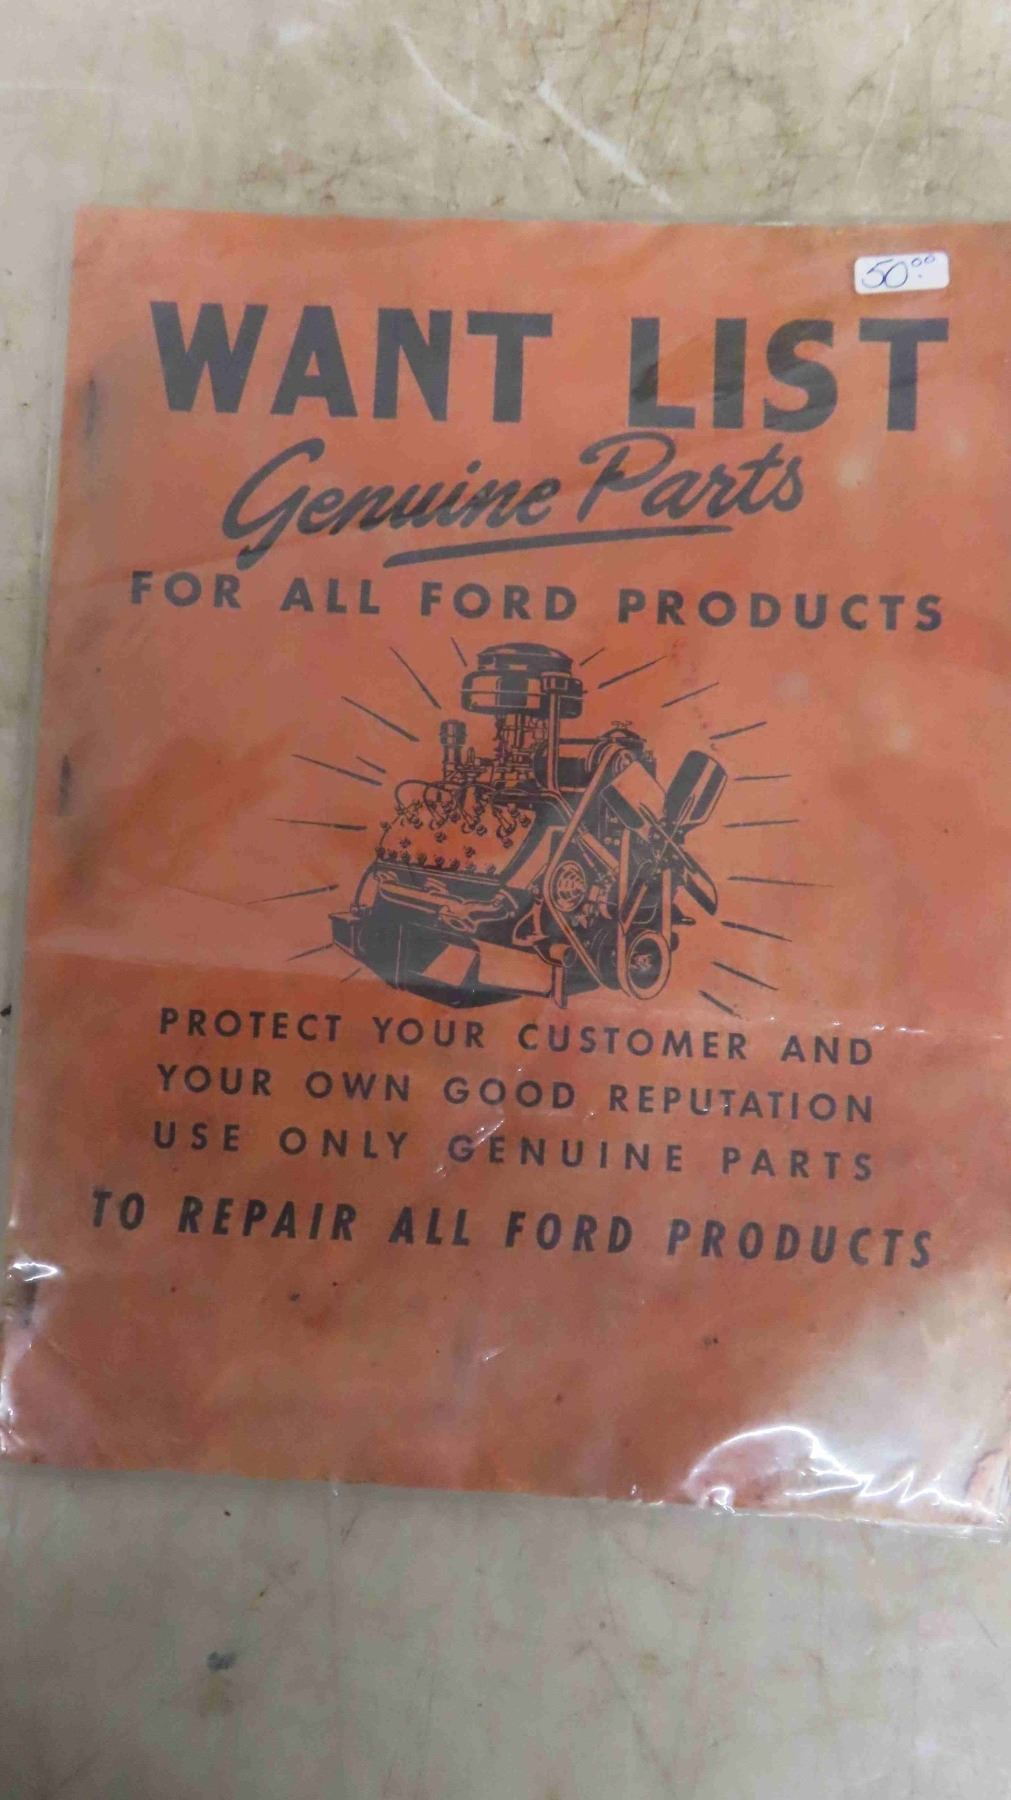 50.00
WANT LIST
Genuine Parts
FOR ALL FORD PRODUCTS
PROTECT YOUR CUSTOMER AND
YOUR OWN GOOD REPUTATION
USE ONLY GENUINE PARTS
TO REPAIR ALL FORD PRODUCTS